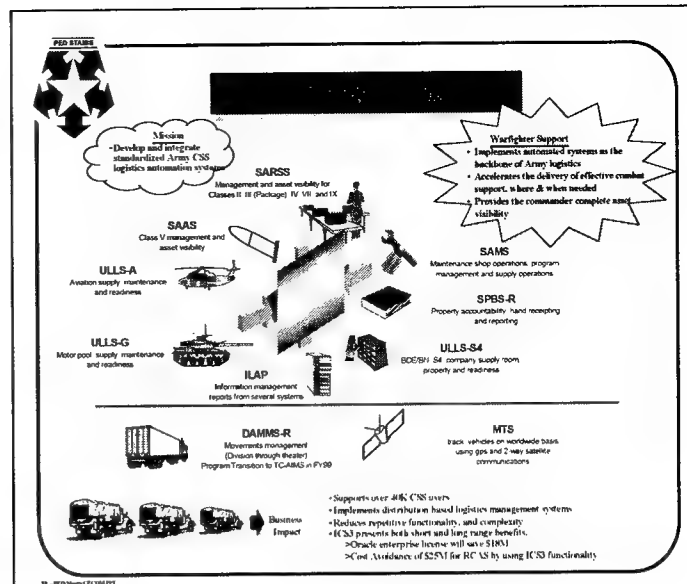 PEO STAMIS
Mission
•Develop and integrate
standardized Army CSS
logistics automation systems
Warfighter Support
• Implements automated systems as the
backbone of Army logistics
• Accelerates the delivery of effective combat
support, where & when needed
• Provides the commander complete asset
visibility
SARSS
Management and asset visibility for
Classes II III (Package) IV VII and IX
SAAS
Class V management and
asset visibility
SAMS
Maintenance shop operations, program
management and supply operations
ULLS-A
Aviation supply maintenance
and readiness
SPBS-R
Property accountability hand receipting
and reporting
ULLS-G
Motor pool supply maintenance
and readiness
ULLS-S4
BDE/BN S4 company supply room,
property and readiness
ILAP
Information management
reports from several systems
DAMMS-R
Movements management
(Division through theater)
Program Transition to TC-AIMS in FY99
MTS
track vehicles on worldwide basis
using gps and 2-way satellite
communications
Business
Impact
•Supports over 40K CSS users
•Implements distribution based logistics management systems
•Reduces repetitive functionality, and complexity
•ICS3 presents both short and long range benefits.
>Oracle enterprise license will save $18M
>Cost Avoidance of $25M for RCAS by using ICS3 functionality